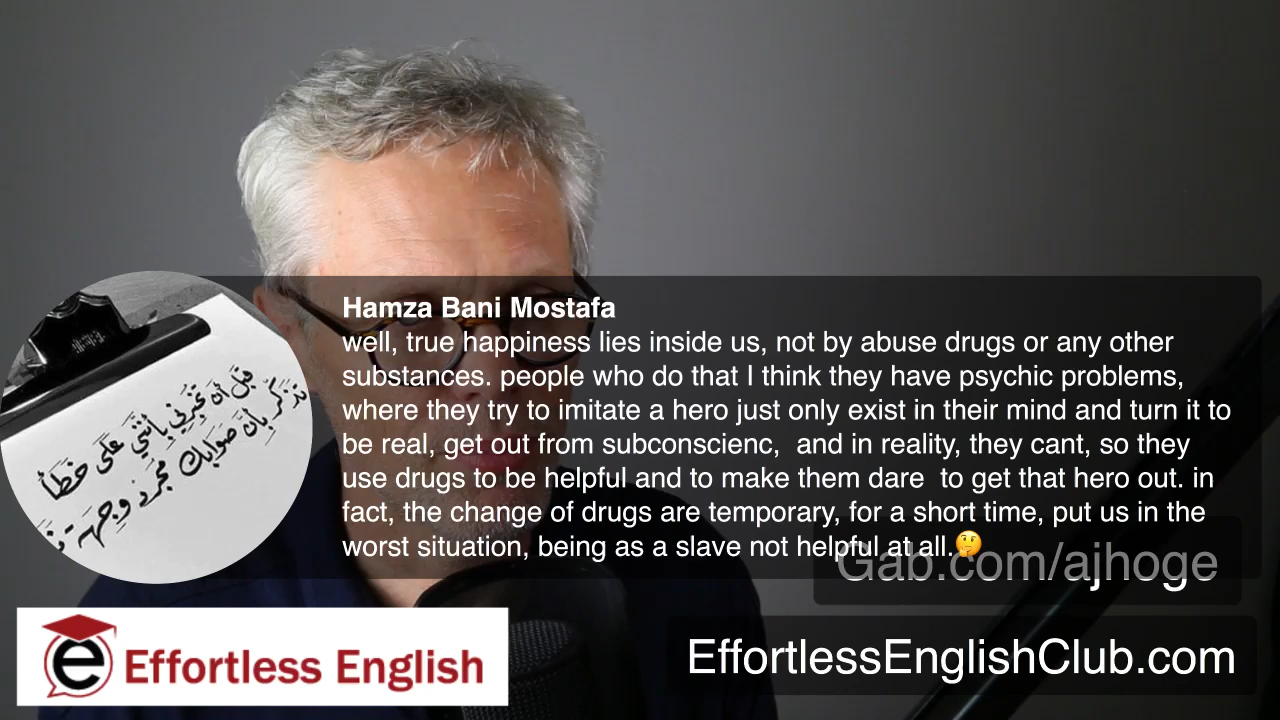 Hamza Bani Mostafa
well, true happiness lies inside us, not by abuse drugs or any other
substances. people who do that I think they have psychic problems,
where they try to imitate a hero just only exist in their mind and turn it to
be real, get out from subconscienc,  and in reality, they cant, so they
use drugs to be helpful and to make them dare  to get that hero out. in
fact, the change of drugs are temporary, for a short time, put us in the
worst situation, being as a slave not helpful at all.🤔
قبل أن تخبرني بأنني على خطأ
تذكر بأن صوابك مجرد وجهة
Gab.com/ajhoge
e Effortless English
EffortlessEnglishClub.com